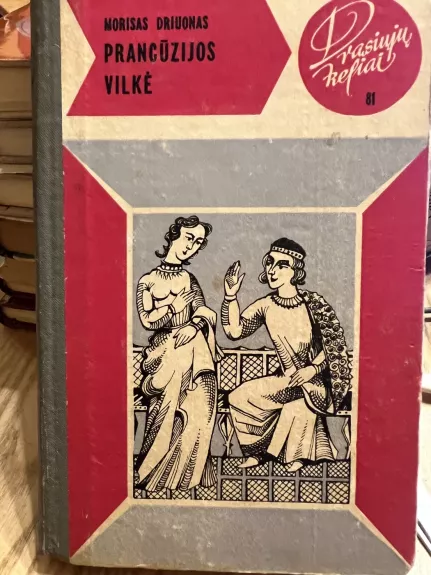 MORISAS DRIUONAS
PRANCŪZIJOS
VILKĖ
Drąsiųjų
keliai
81